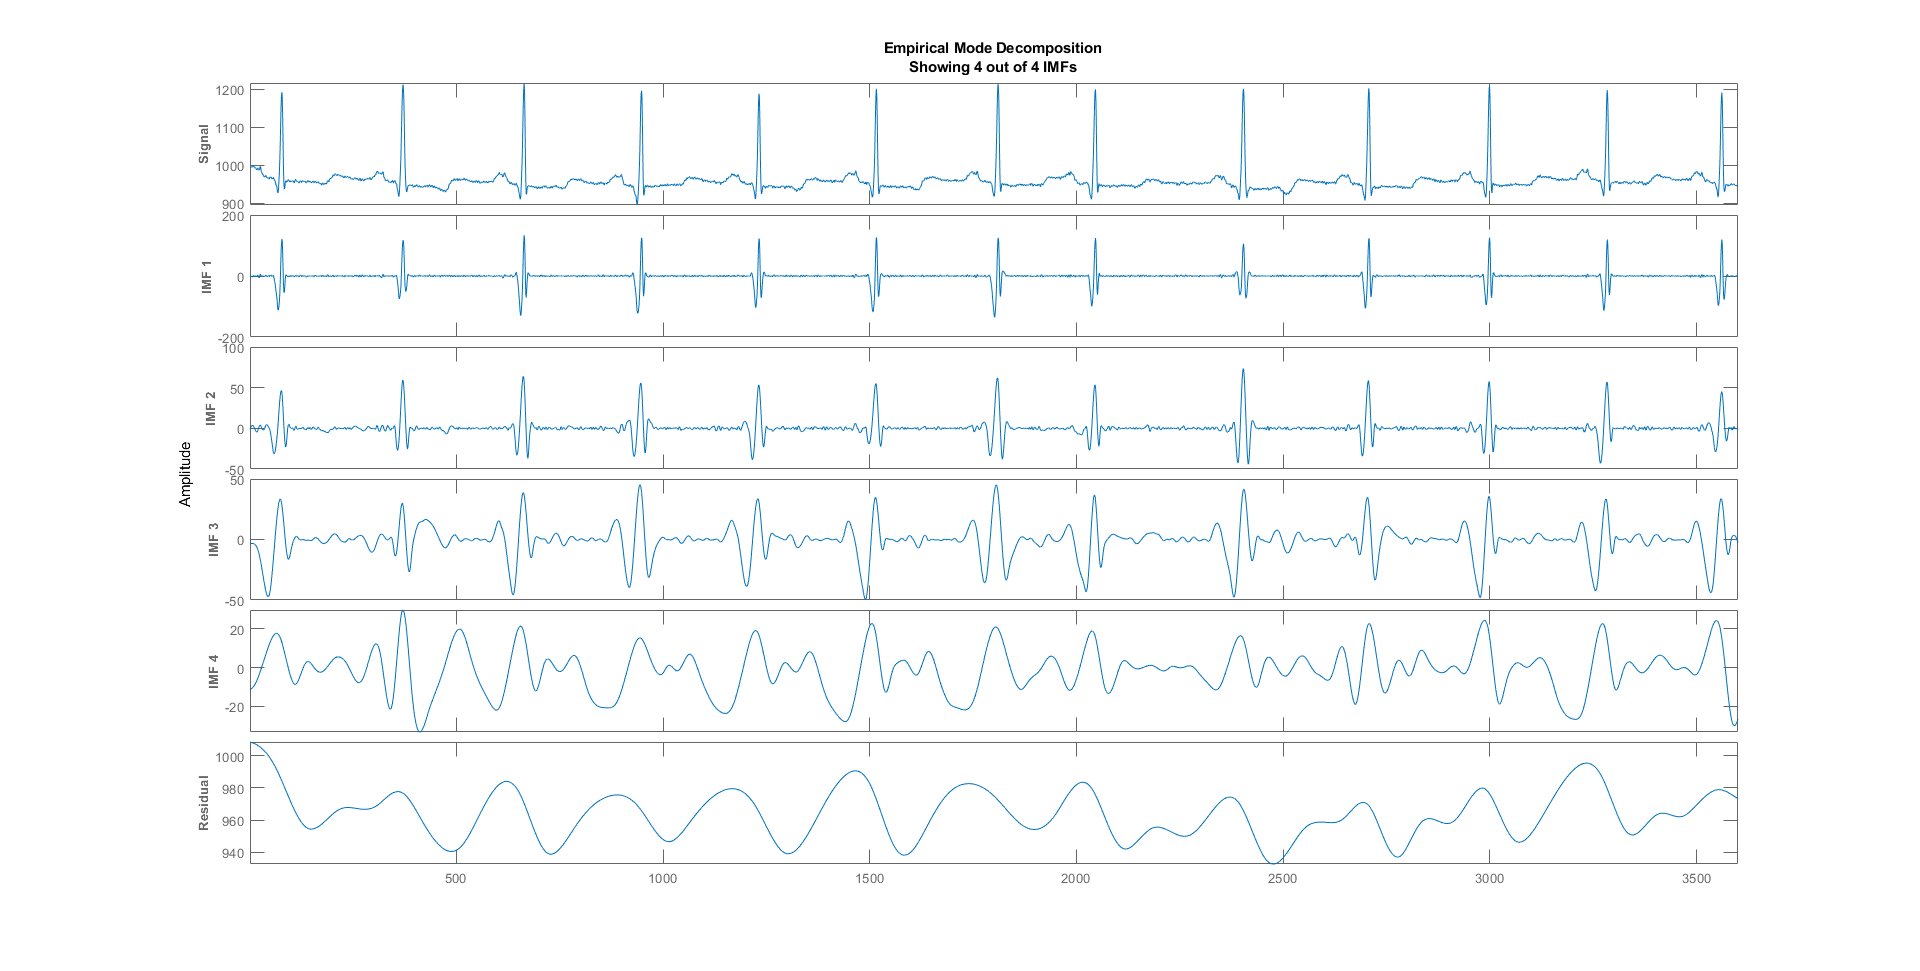 Empirical Mode Decomposition
Showing 4 out of 4 IMFs
Amplitude
Signal
1200
1100
1000
900
IMF 1
200
0
-200
IMF 2
100
50
0
-50
IMF 3
50
0
-50
IMF 4
20
0
-20
Residual
1000
980
960
940
500 1000 1500 2000 2500 3000 3500